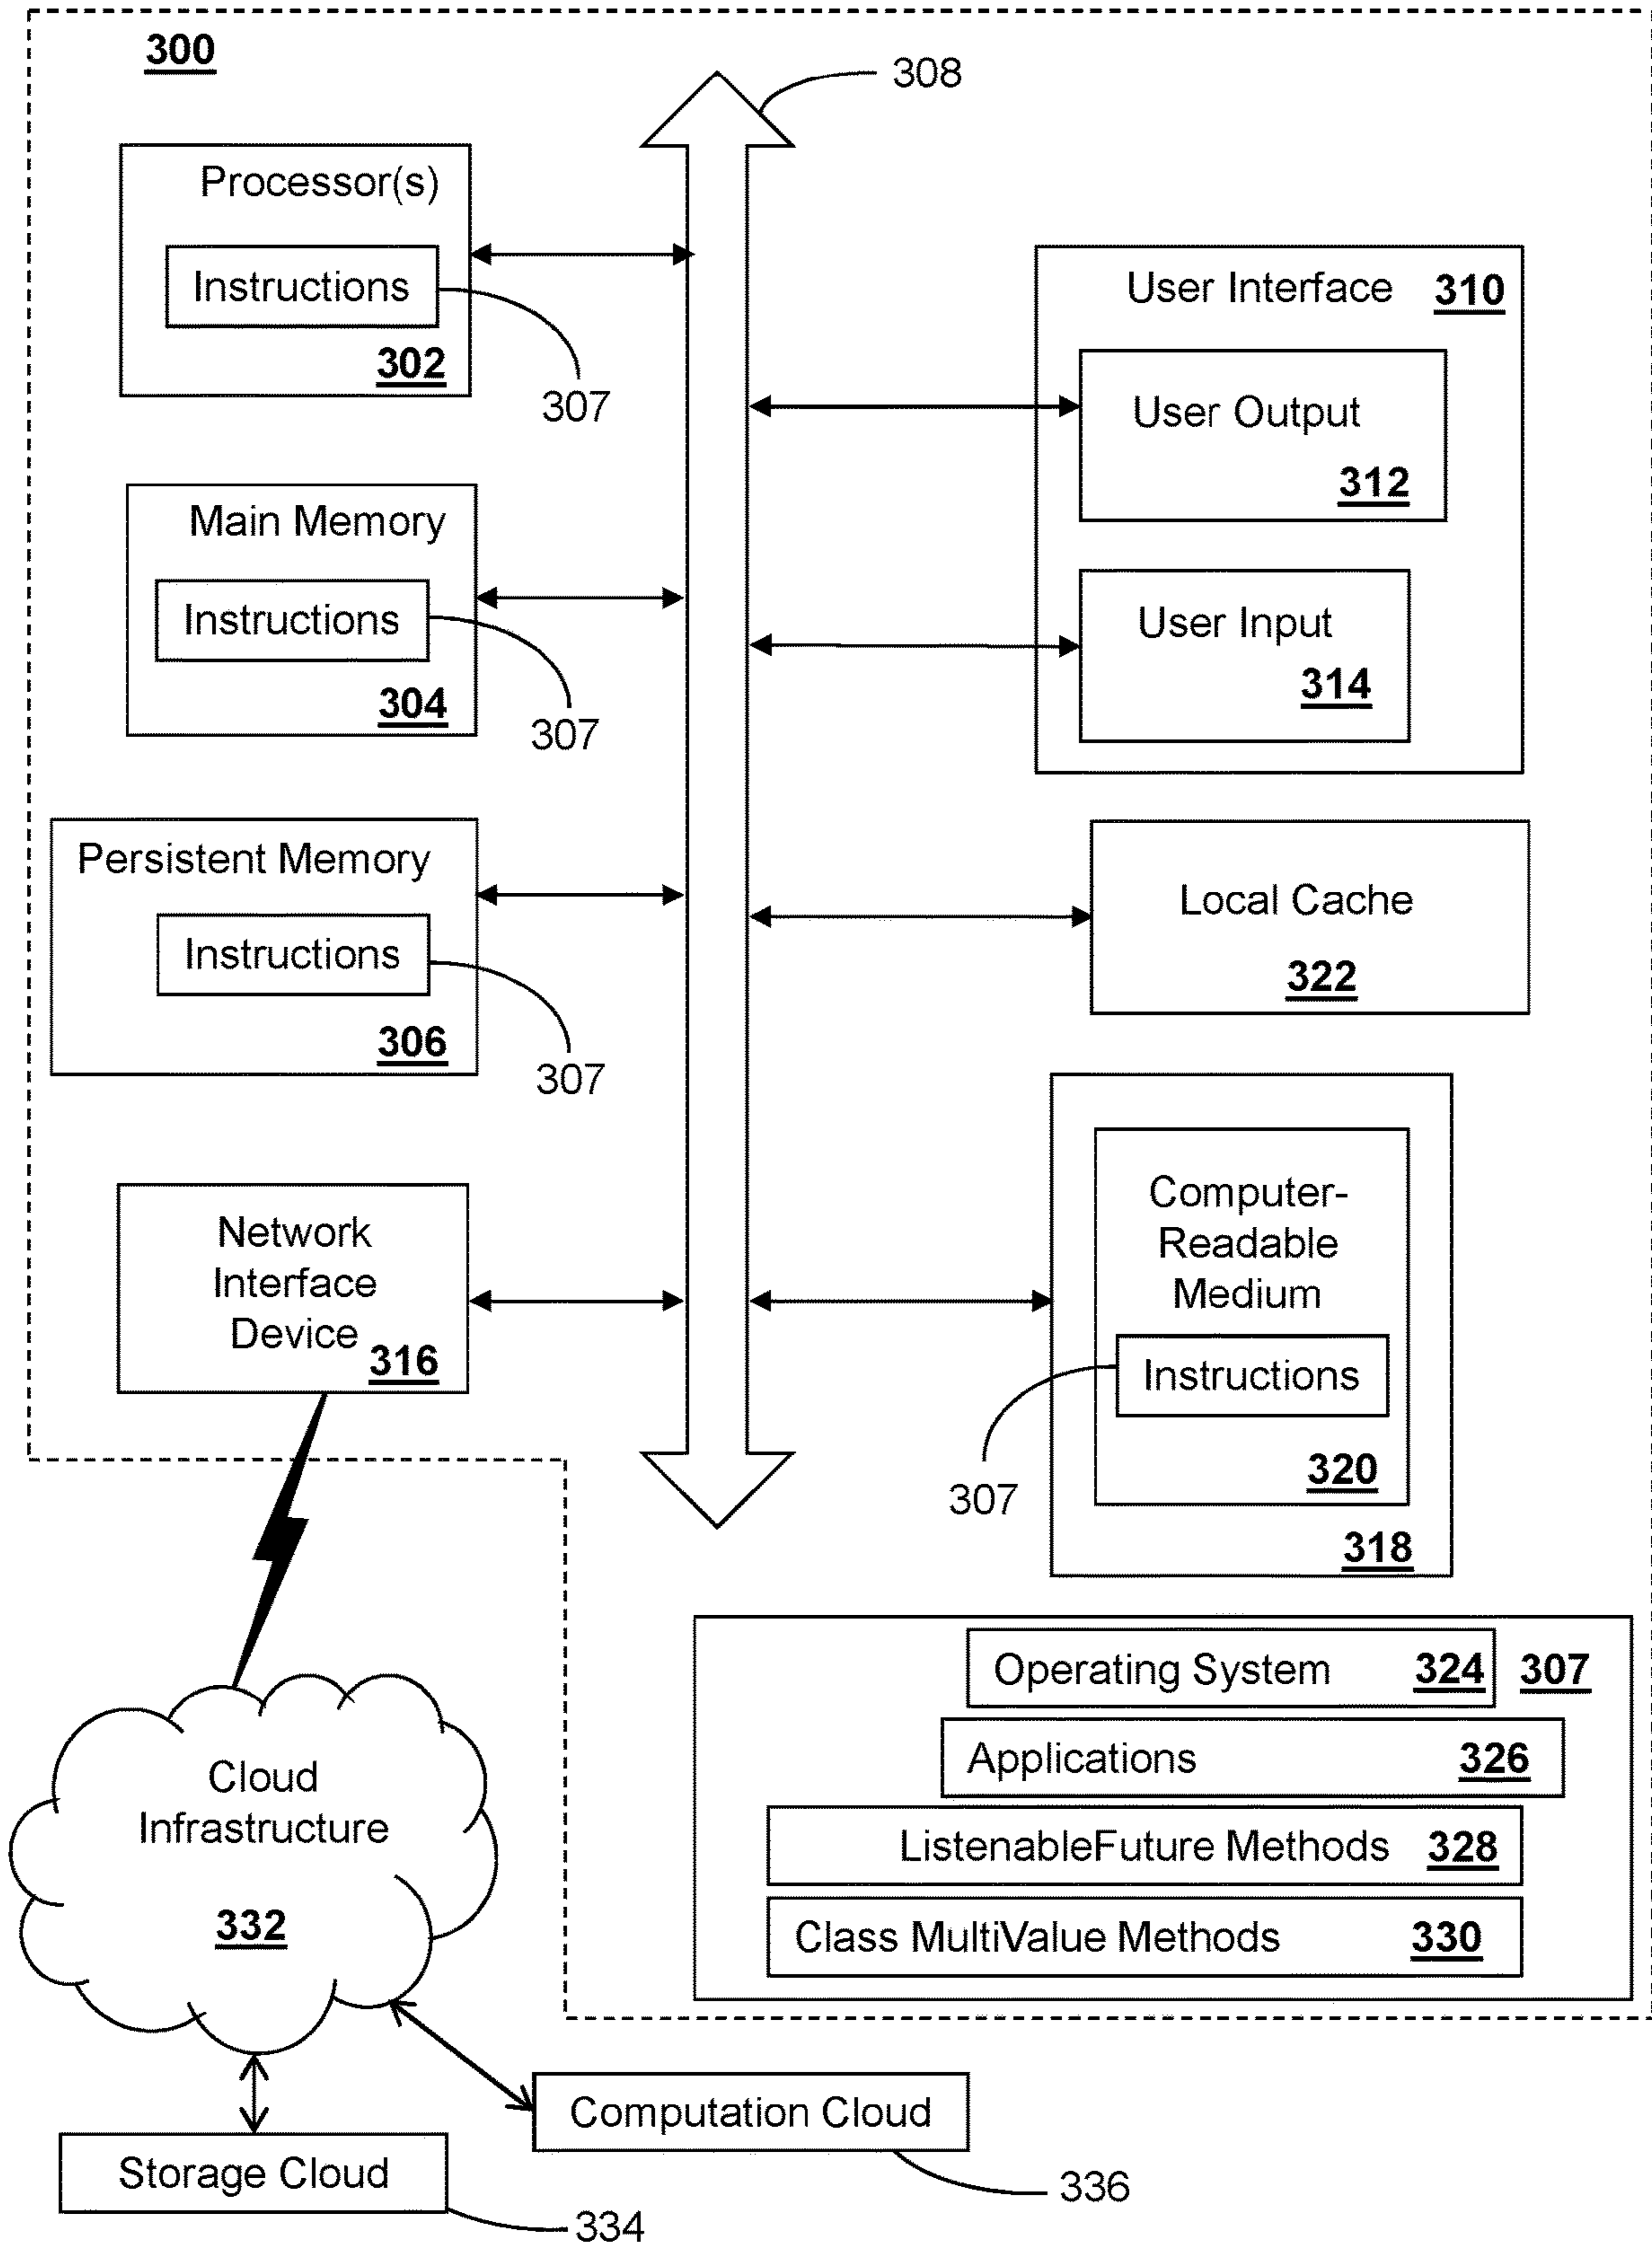 300
308
Processor(s)
Instructions
302
307
User Interface 310
User Output
312
Main Memory
Instructions
304
307
User Input
314
Persistent Memory
Instructions
306
307
Local Cache
322
Network
Interface
Device
316
Computer-
Readable
Medium
Instructions
307
320
318
Operating System 324 307
Applications 326
ListenableFuture Methods 328
Class MultiValue Methods 330
Cloud
Infrastructure
332
Computation Cloud
336
Storage Cloud
334